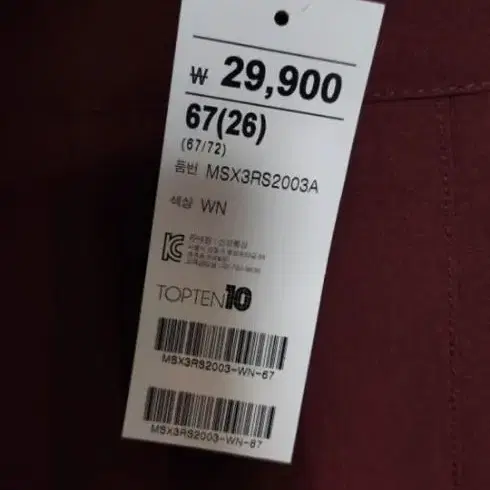 ₩ 29,900
67(26)
(67/72)
품번 MSX3RS2003A
색상 WN
TOPTEN10
MSX3RS2003-WN-67
MSX3RS2003-WN-67